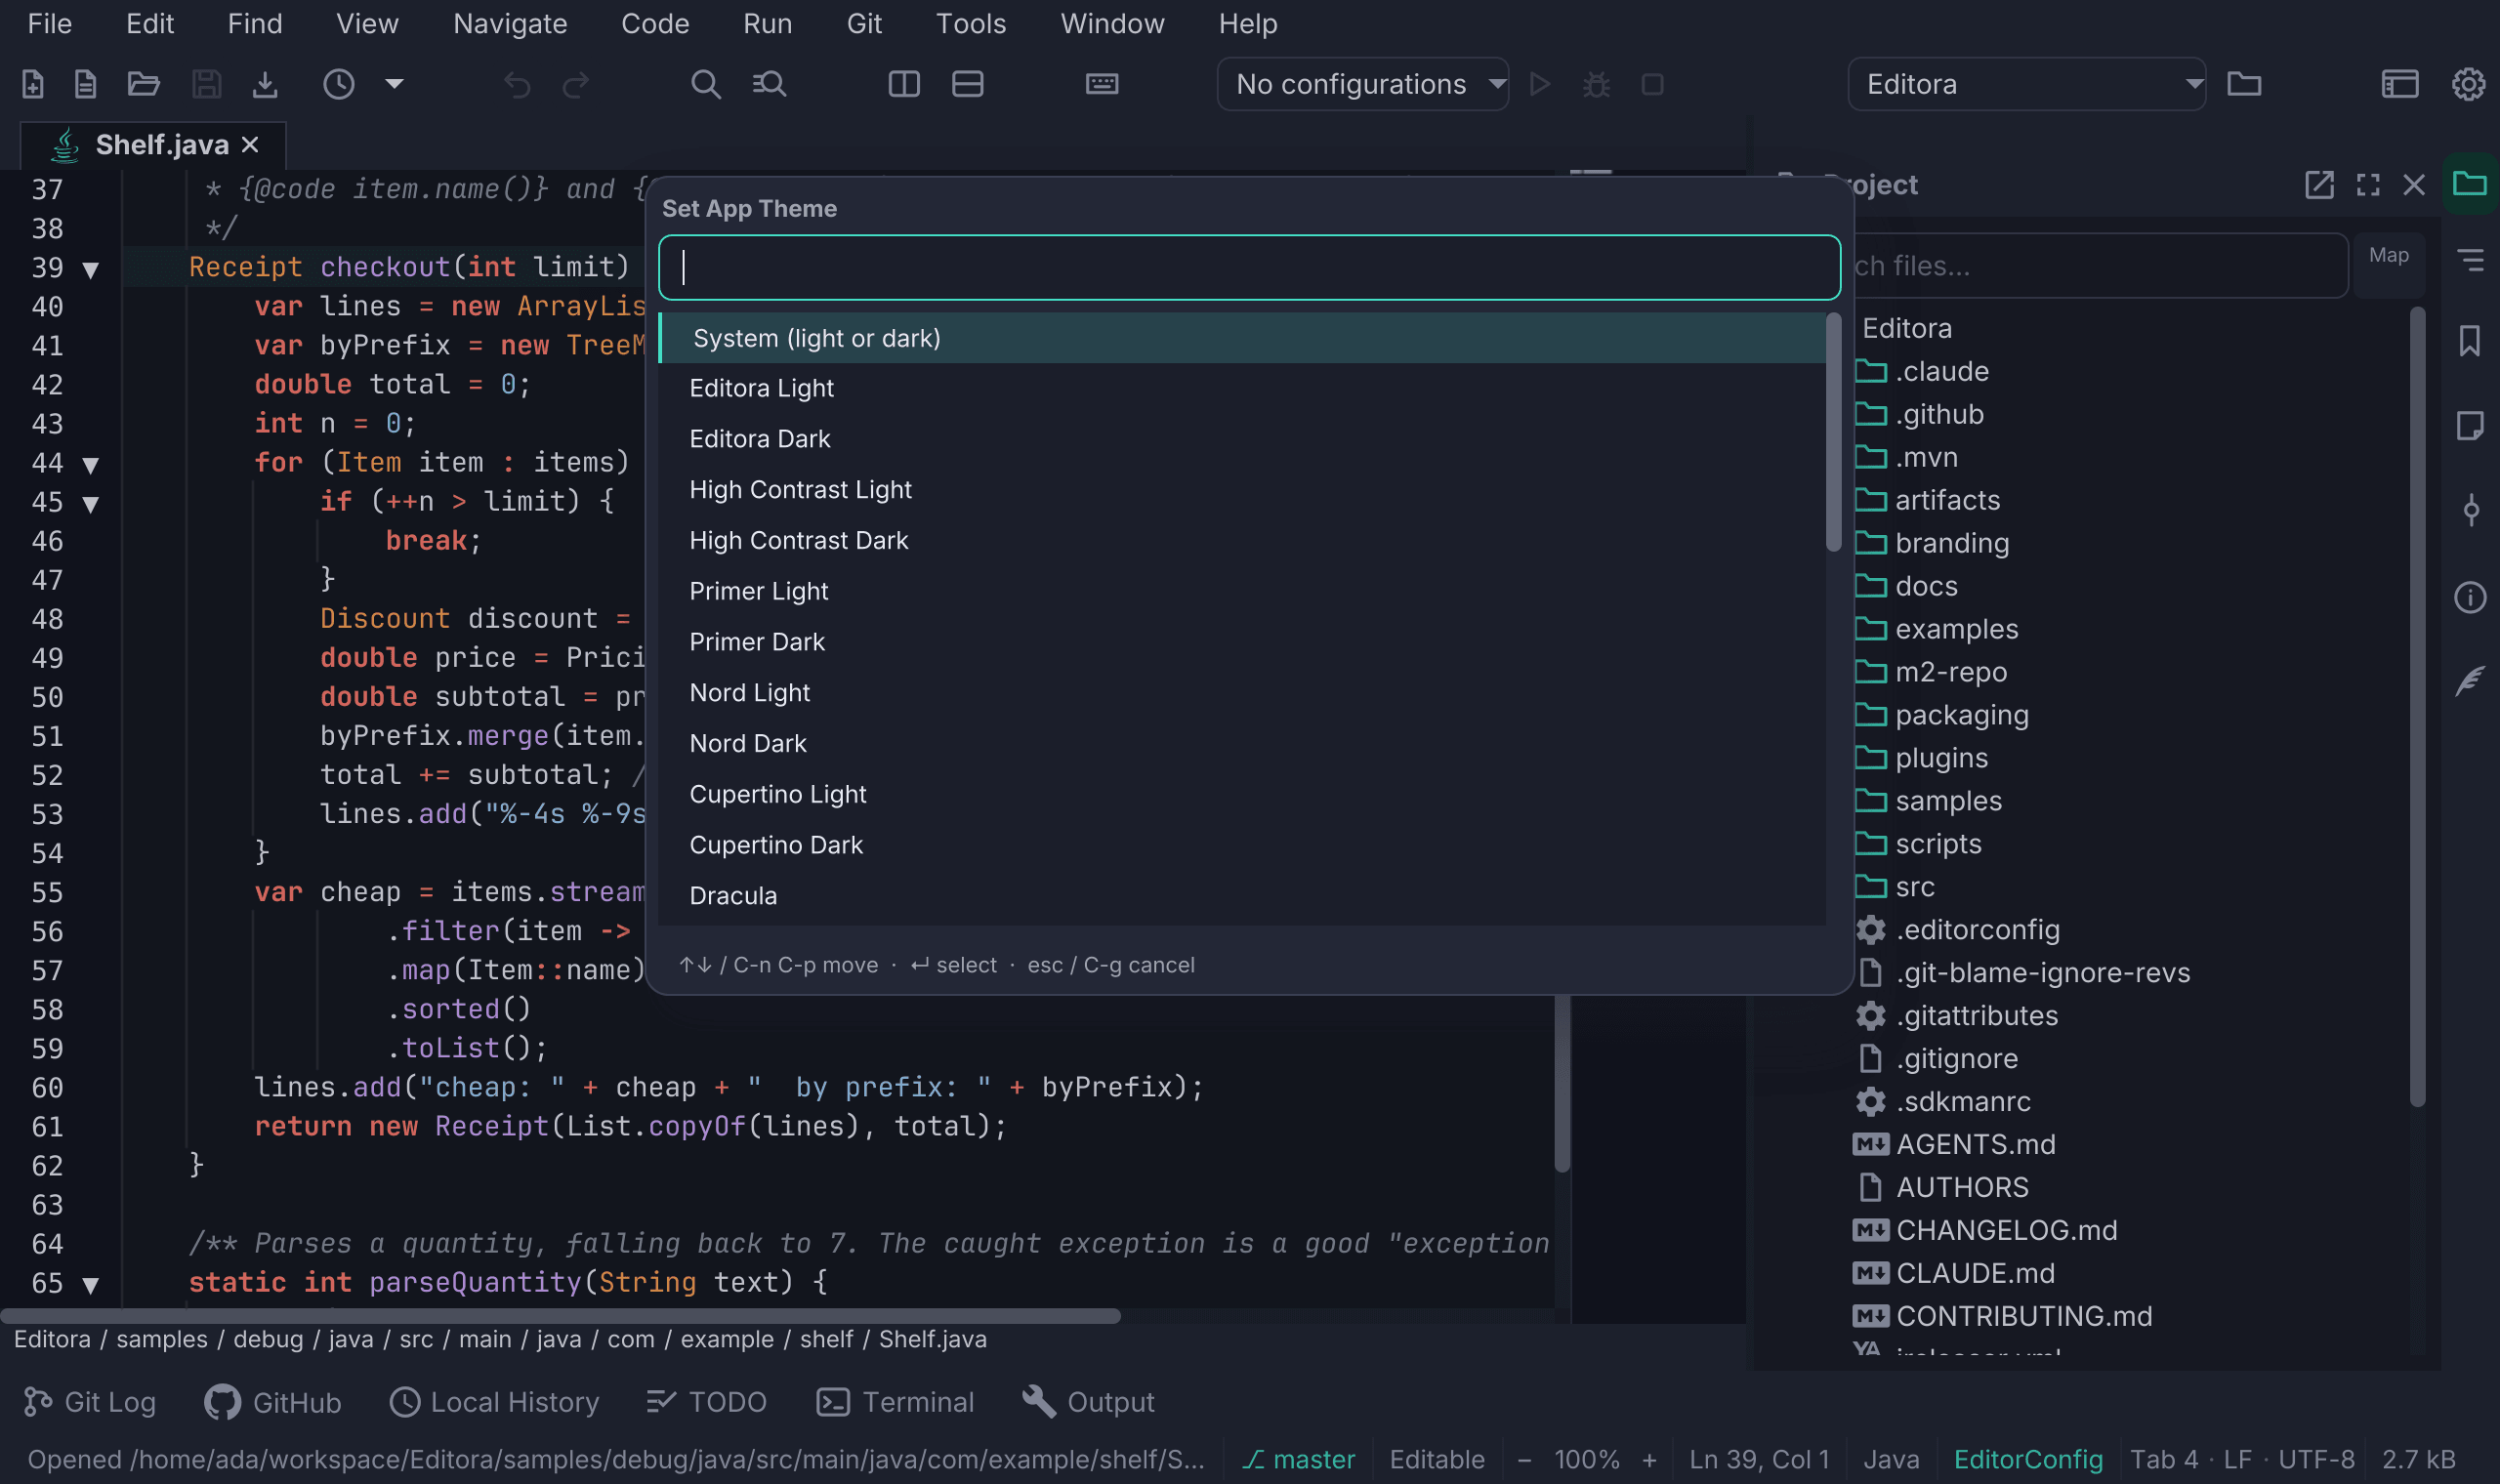 File Edit Find View Navigate Code Run Git Tools Window Help
No configurations
Editora
Shelf.java
37 * {@code item.name()} and {
38 */
39 Receipt checkout(int limit)
40 var lines = new ArrayLis
41 var byPrefix = new TreeM
42 double total = 0;
43 int n = 0;
44 for (Item item : items)
45 if (++n > limit) {
46 break;
47 }
48 Discount discount =
49 double price = Prici
50 double subtotal = pr
51 byPrefix.merge(item.
52 total += subtotal; /
53 lines.add("%-4s %-9s
54 }
55 var cheap = items.stream
56 .filter(item ->
57 .map(Item::name)
58 .sorted()
59 .toList();
60 lines.add("cheap: " + cheap + "  by prefix: " + byPrefix);
61 return new Receipt(List.copyOf(lines), total);
62 }
63
64 /** Parses a quantity, falling back to 7. The caught exception is a good "exception
65 static int parseQuantity(String text) {
Set App Theme
System (light or dark)
Editora Light
Editora Dark
High Contrast Light
High Contrast Dark
Primer Light
Primer Dark
Nord Light
Nord Dark
Cupertino Light
Cupertino Dark
Dracula
↑↓ / C-n C-p move · ↵ select · esc / C-g cancel
oject
ch files...
Map
Editora
.claude
.github
.mvn
artifacts
branding
docs
examples
m2-repo
packaging
plugins
samples
scripts
src
.editorconfig
.git-blame-ignore-revs
.gitattributes
.gitignore
.sdkmanrc
AGENTS.md
AUTHORS
CHANGELOG.md
CLAUDE.md
CONTRIBUTING.md
Editora / samples / debug / java / src / main / java / com / example / shelf / Shelf.java
Git Log GitHub Local History TODO Terminal Output
Opened /home/ada/workspace/Editora/samples/debug/java/src/main/java/com/example/shelf/S... master Editable − 100% + Ln 39, Col 1 Java EditorConfig Tab 4 · LF · UTF-8 2.7 kB